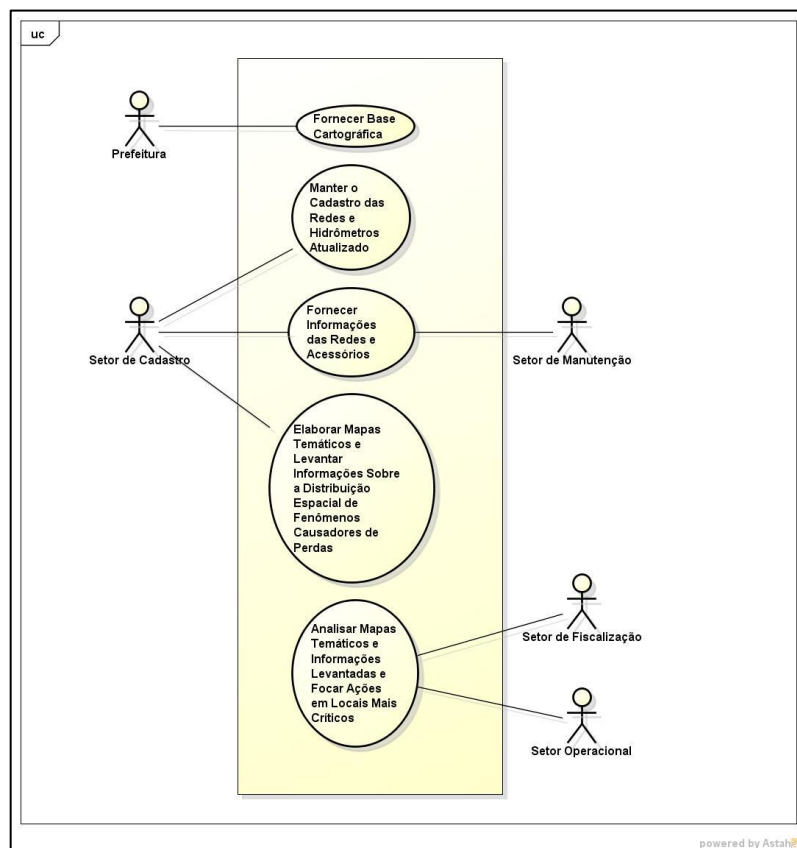 uc
Fornecer Base
Cartográfica
Prefeitura
Manter o
Cadastro das
Redes e
Hidrômetros
Atualizado
Fornecer
Informações
das Redes e
Acessórios
Setor de Cadastro
Setor de Manutenção
Elaborar Mapas
Temáticos e
Levantar
Informações Sobre
a Distribuição
Espacial de
Fenômenos
Causadores de
Perdas
Analisar Mapas
Temáticos e
Informações
Levantadas e
Focar Ações
em Locais Mais
Críticos
Setor de Fiscalização
Setor Operacional
powered by Astah